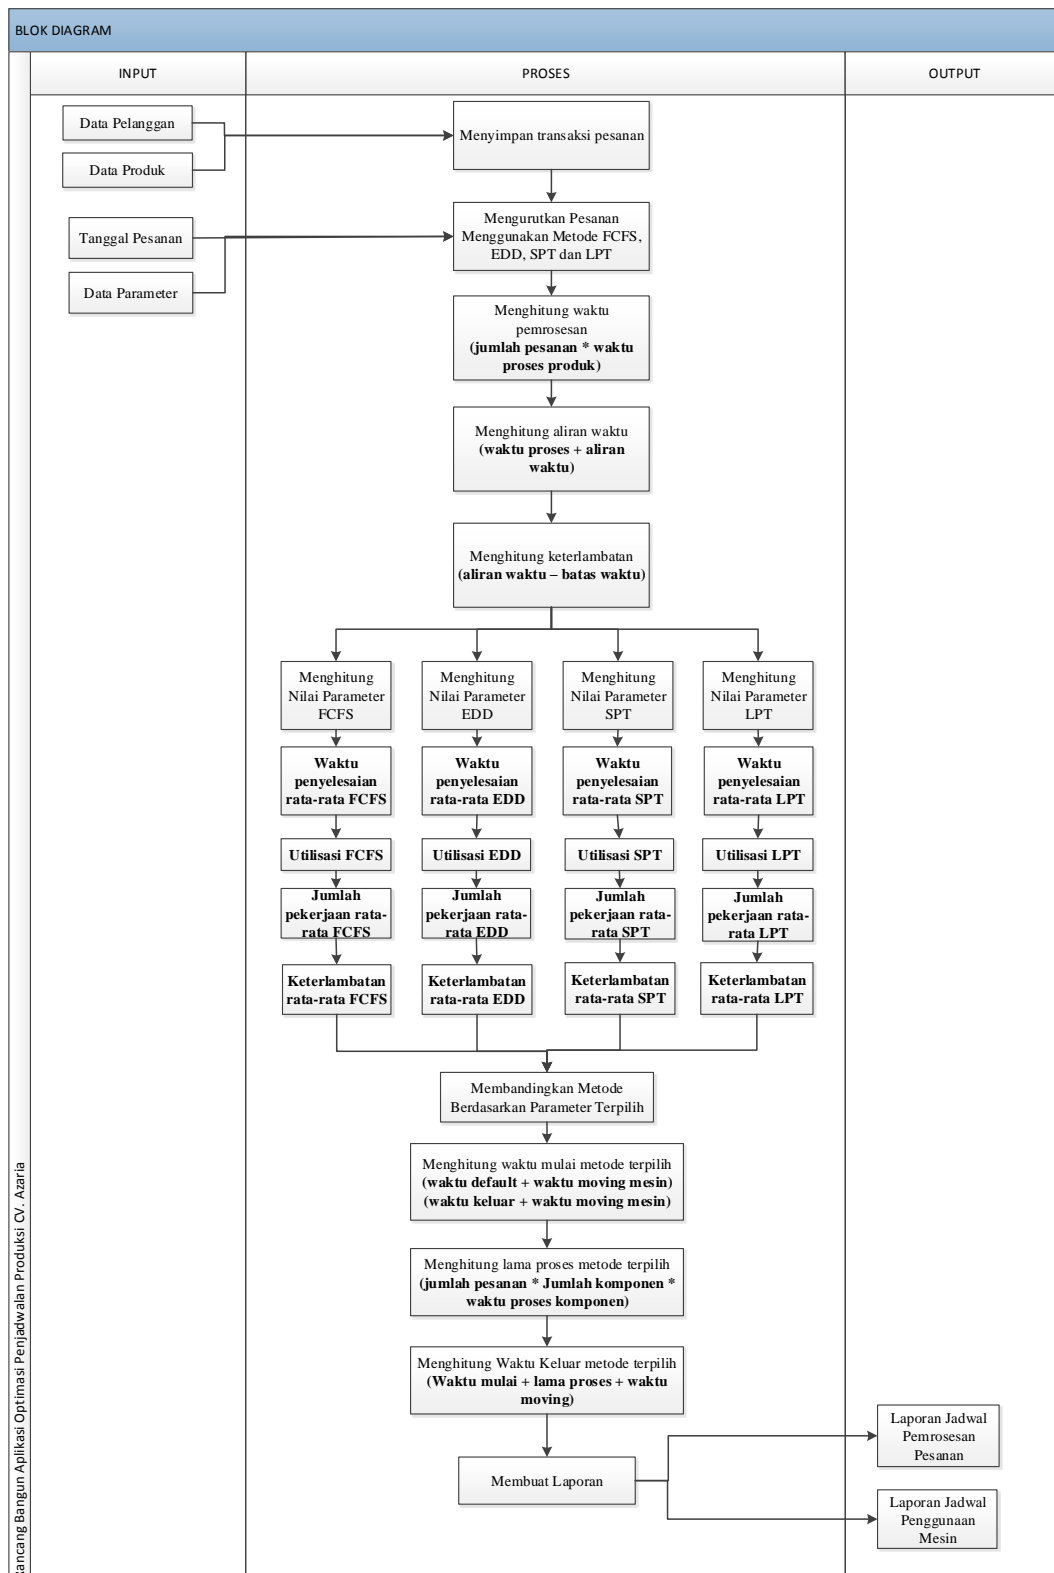 BLOK DIAGRAM
INPUT
PROSES
OUTPUT
Data Pelanggan
Data Produk
Tanggal Pesanan
Data Parameter
Menyimpan transaksi pesanan
Mengurutkan Pesanan
Menggunakan Metode FCFS,
EDD, SPT dan LPT
Menghitung waktu
pemrosesan
(jumlah pesanan * waktu
proses produk)
Menghitung aliran waktu
(waktu proses + aliran
waktu)
Menghitung keterlambatan
(aliran waktu – batas waktu)
Menghitung
Nilai Parameter
FCFS
Menghitung
Nilai Parameter
EDD
Menghitung
Nilai Parameter
SPT
Menghitung
Nilai Parameter
LPT
Waktu
penyelesaian
rata-rata FCFS
Waktu
penyelesaian
rata-rata EDD
Waktu
penyelesaian
rata-rata SPT
Waktu
penyelesaian
rata-rata LPT
Utilisasi FCFS
Utilisasi EDD
Utilisasi SPT
Utilisasi LPT
Jumlah
pekerjaan rata-
rata FCFS
Jumlah
pekerjaan rata-
rata EDD
Jumlah
pekerjaan rata-
rata SPT
Jumlah
pekerjaan rata-
rata LPT
Keterlambatan
rata-rata FCFS
Keterlambatan
rata-rata EDD
Keterlambatan
rata-rata SPT
Keterlambatan
rata-rata LPT
Membandingkan Metode
Berdasarkan Parameter Terpilih
Menghitung waktu mulai metode terpilih
(waktu default + waktu moving mesin)
(waktu keluar + waktu moving mesin)
Menghitung lama proses metode terpilih
(jumlah pesanan * Jumlah komponen *
waktu proses komponen)
Menghitung Waktu Keluar metode terpilih
(Waktu mulai + lama proses + waktu
moving)
Membuat Laporan
Laporan Jadwal
Pemrosesan
Pesanan
Laporan Jadwal
Penggunaan
Mesin
Bangun Aplikasi Optimasi Penjadwalan Produksi CV. Azaria